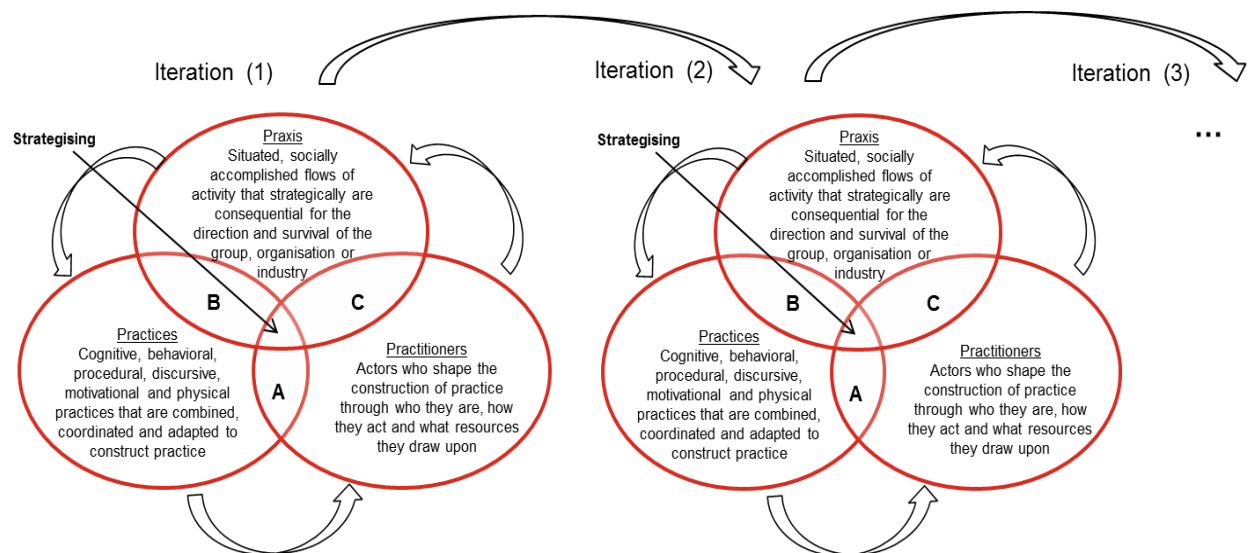 Iteration (1)
Iteration (2)
Iteration (3)
...
Strategising
Praxis
Situated, socially
accomplished flows of
activity that strategically are
consequential for the
direction and survival of the
group, organisation or
industry
B
C
A
Practices
Cognitive, behavioral,
procedural, discursive,
motivational and physical
practices that are combined,
coordinated and adapted to
construct practice
Practitioners
Actors who shape the
construction of practice
through who they are, how
they act and what resources
they draw upon
Strategising
Praxis
Situated, socially
accomplished flows of
activity that strategically are
consequential for the
direction and survival of the
group, organisation or
industry
B
C
A
Practices
Cognitive, behavioral,
procedural, discursive,
motivational and physical
practices that are combined,
coordinated and adapted to
construct practice
Practitioners
Actors who shape the
construction of practice
through who they are, how
they act and what resources
they draw upon